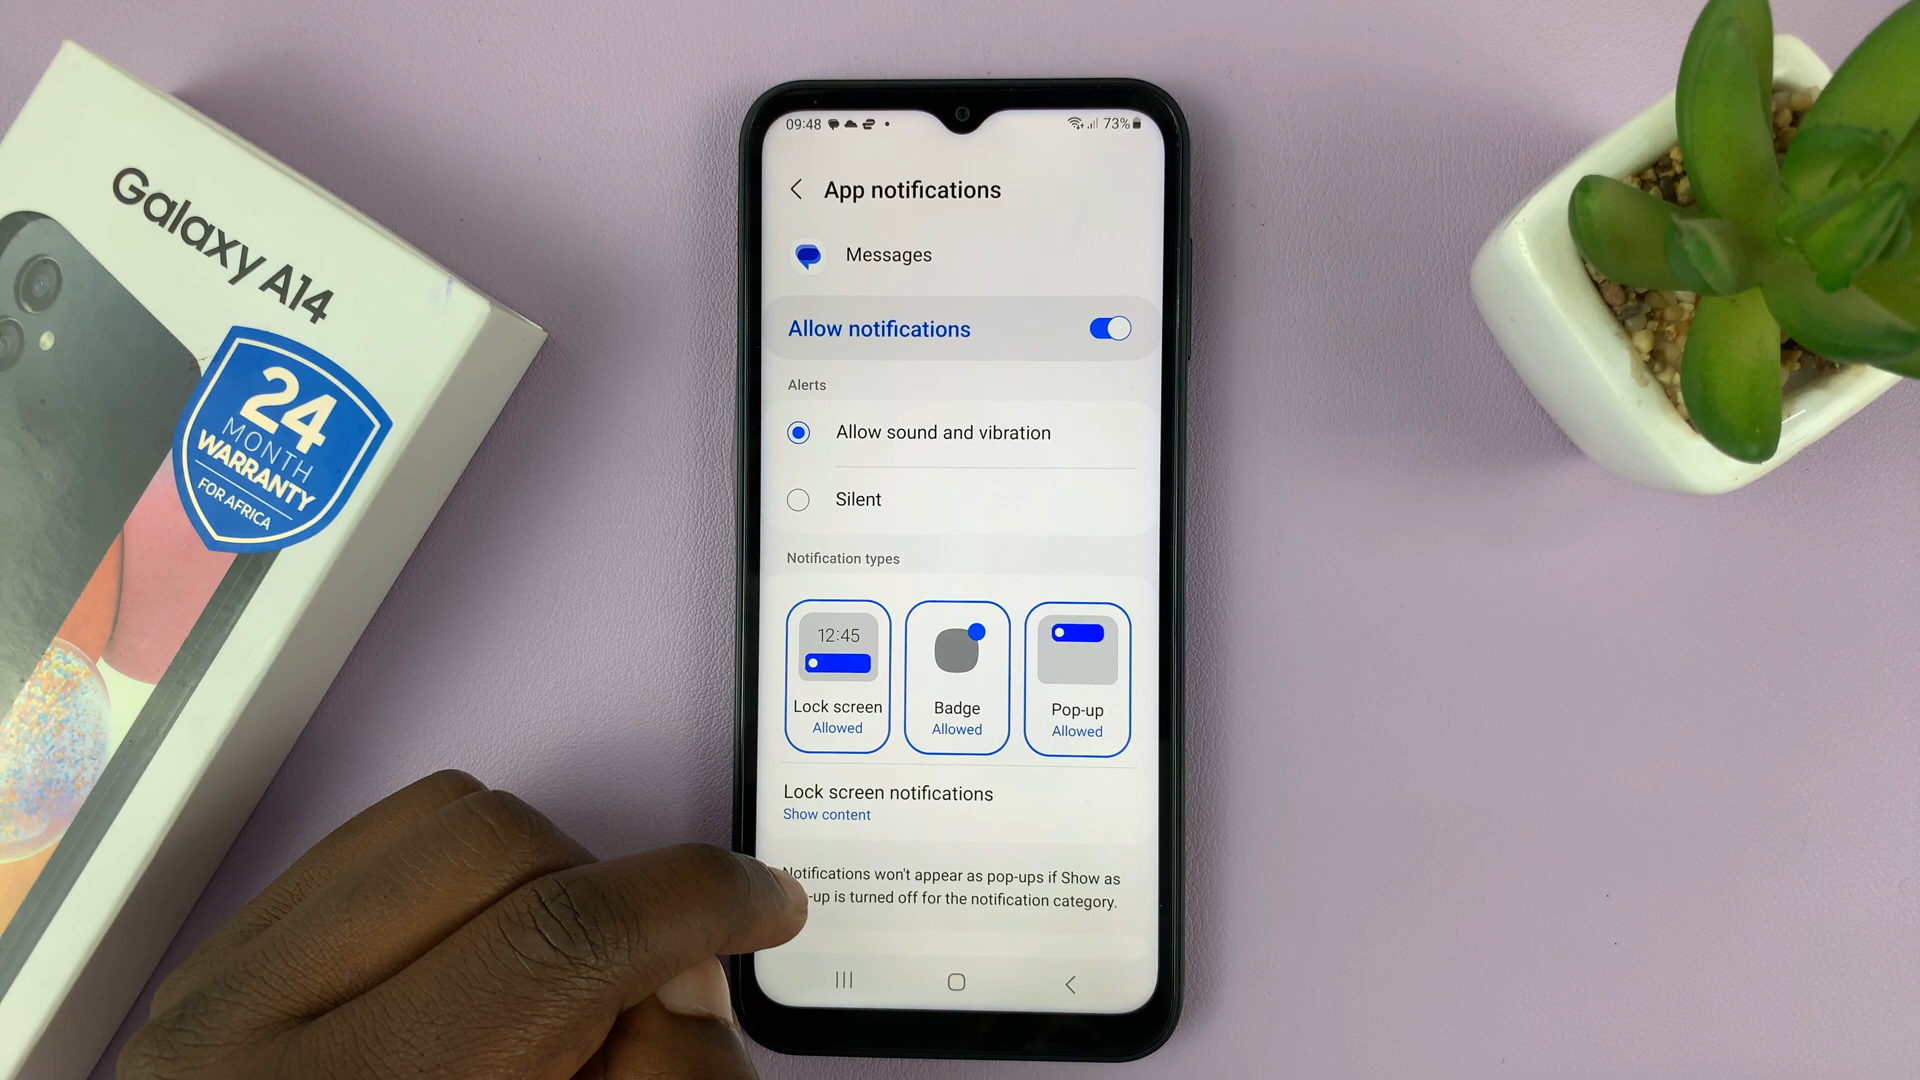 Galaxy A14
24
MONTH
WARRANTY
FOR AFRICA
09:48
73%
App notifications
Messages
Allow notifications
Alerts
Allow sound and vibration
Silent
Notification types
12:45
Lock screen
Allowed
Badge
Allowed
Pop-up
Allowed
Lock screen notifications
Show content
Notifications won't appear as pop-ups if Show as
-up is turned off for the notification category.